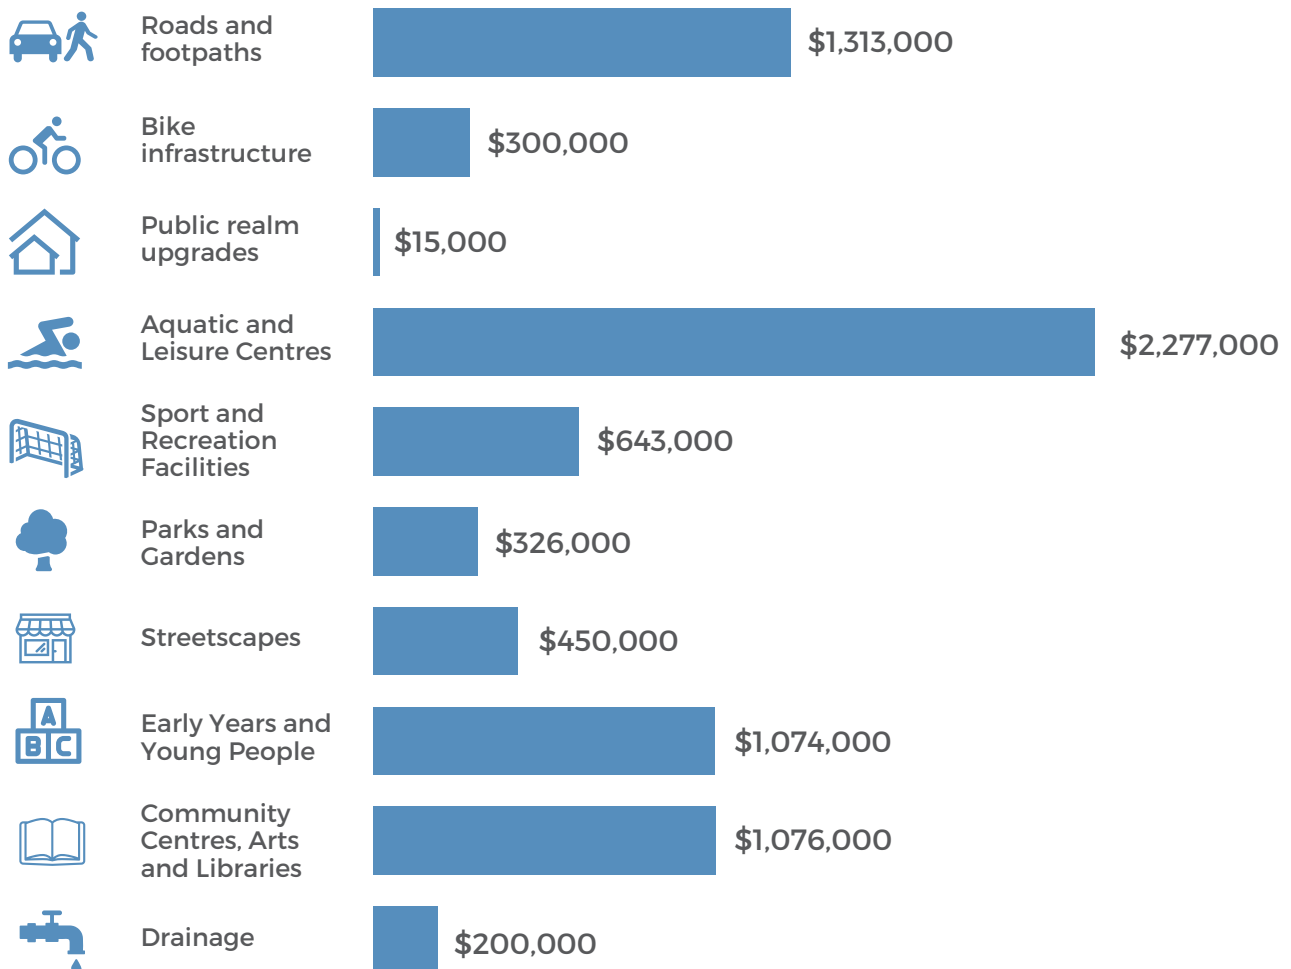 Roads and
footpaths
$1,313,000
Bike
infrastructure
$300,000
Public realm
upgrades
$15,000
Aquatic and
Leisure Centres
$2,277,000
Sport and
Recreation
Facilities
$643,000
Parks and
Gardens
$326,000
Streetscapes
$450,000
A
B C
Early Years and
Young People
$1,074,000
Community
Centres, Arts
and Libraries
$1,076,000
Drainage
$200,000